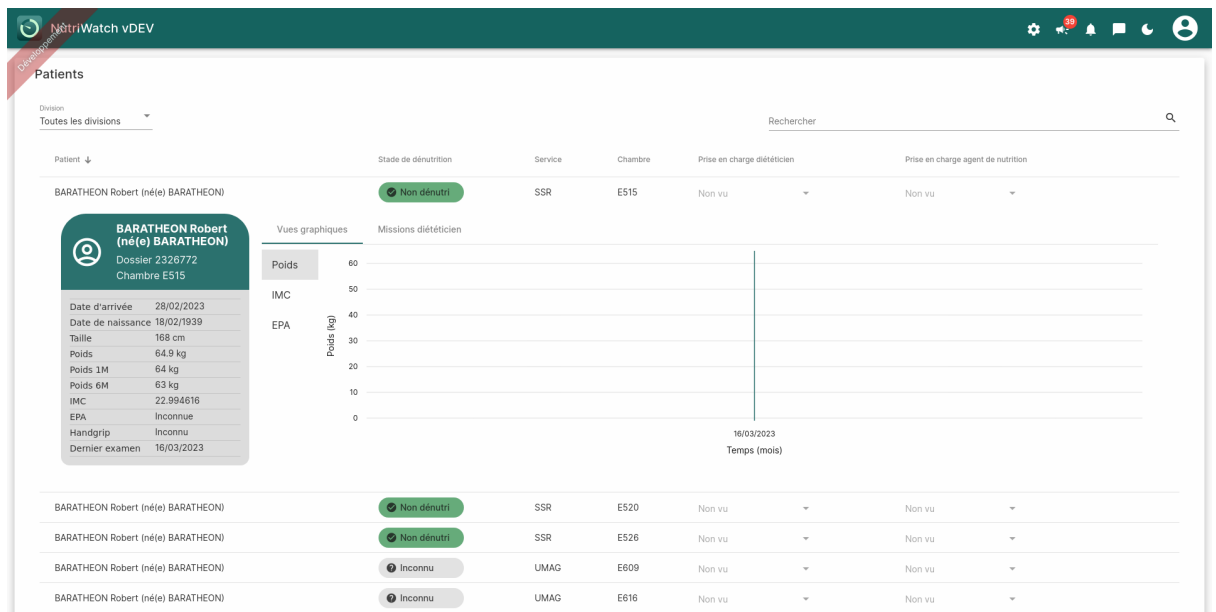 NutriWatch vDEV
39
Développement
Patients
Division
Toutes les divisions
Rechercher
Patient Stade de dénutrition Service Chambre Prise en charge diététicien Prise en charge agent de nutrition
BARATHEON Robert (né(e) BARATHEON) Non dénutri SSR E515 Non vu Non vu
BARATHEON Robert
(né(e) BARATHEON)
Dossier 2326772
Chambre E515
Date d'arrivée 28/02/2023
Date de naissance 18/02/1939
Taille 168 cm
Poids 64.9 kg
Poids 1M 64 kg
Poids 6M 63 kg
IMC 22.994616
EPA Inconnue
Handgrip Inconnu
Dernier examen 16/03/2023
Vues graphiques Missions diététicien
Poids
IMC
EPA
Poids (kg)
60
50
40
30
20
10
0
16/03/2023
Temps (mois)
BARATHEON Robert (né(e) BARATHEON) Non dénutri SSR E520 Non vu Non vu
BARATHEON Robert (né(e) BARATHEON) Non dénutri SSR E526 Non vu Non vu
BARATHEON Robert (né(e) BARATHEON) Inconnu UMAG E609 Non vu Non vu
BARATHEON Robert (né(e) BARATHEON) Inconnu UMAG E616 Non vu Non vu